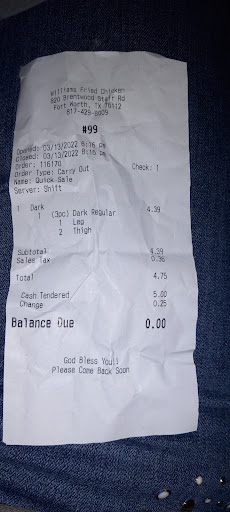 Williams Fried Chicken
820 Brentwood Stair Rd
Fort Worth, TX 76112
817-429-8009
#99
Opened: 03/13/2022 8:16 pm
Closed: 03/13/2022 8:16 pm
Order: 116170 Check: 1
Order Type: Carry Out
Name: Quick Sale
Server: Shift
1 Dark
1 (3pc) Dark Regular 4.39
1 Leg
2 Thigh
Subtotal 4.39
Sales Tax 0.36
Total 4.75
Cash Tendered 5.00
Change 0.25
Balance Due 0.00
God Bless You!!
Please Come Back Soon